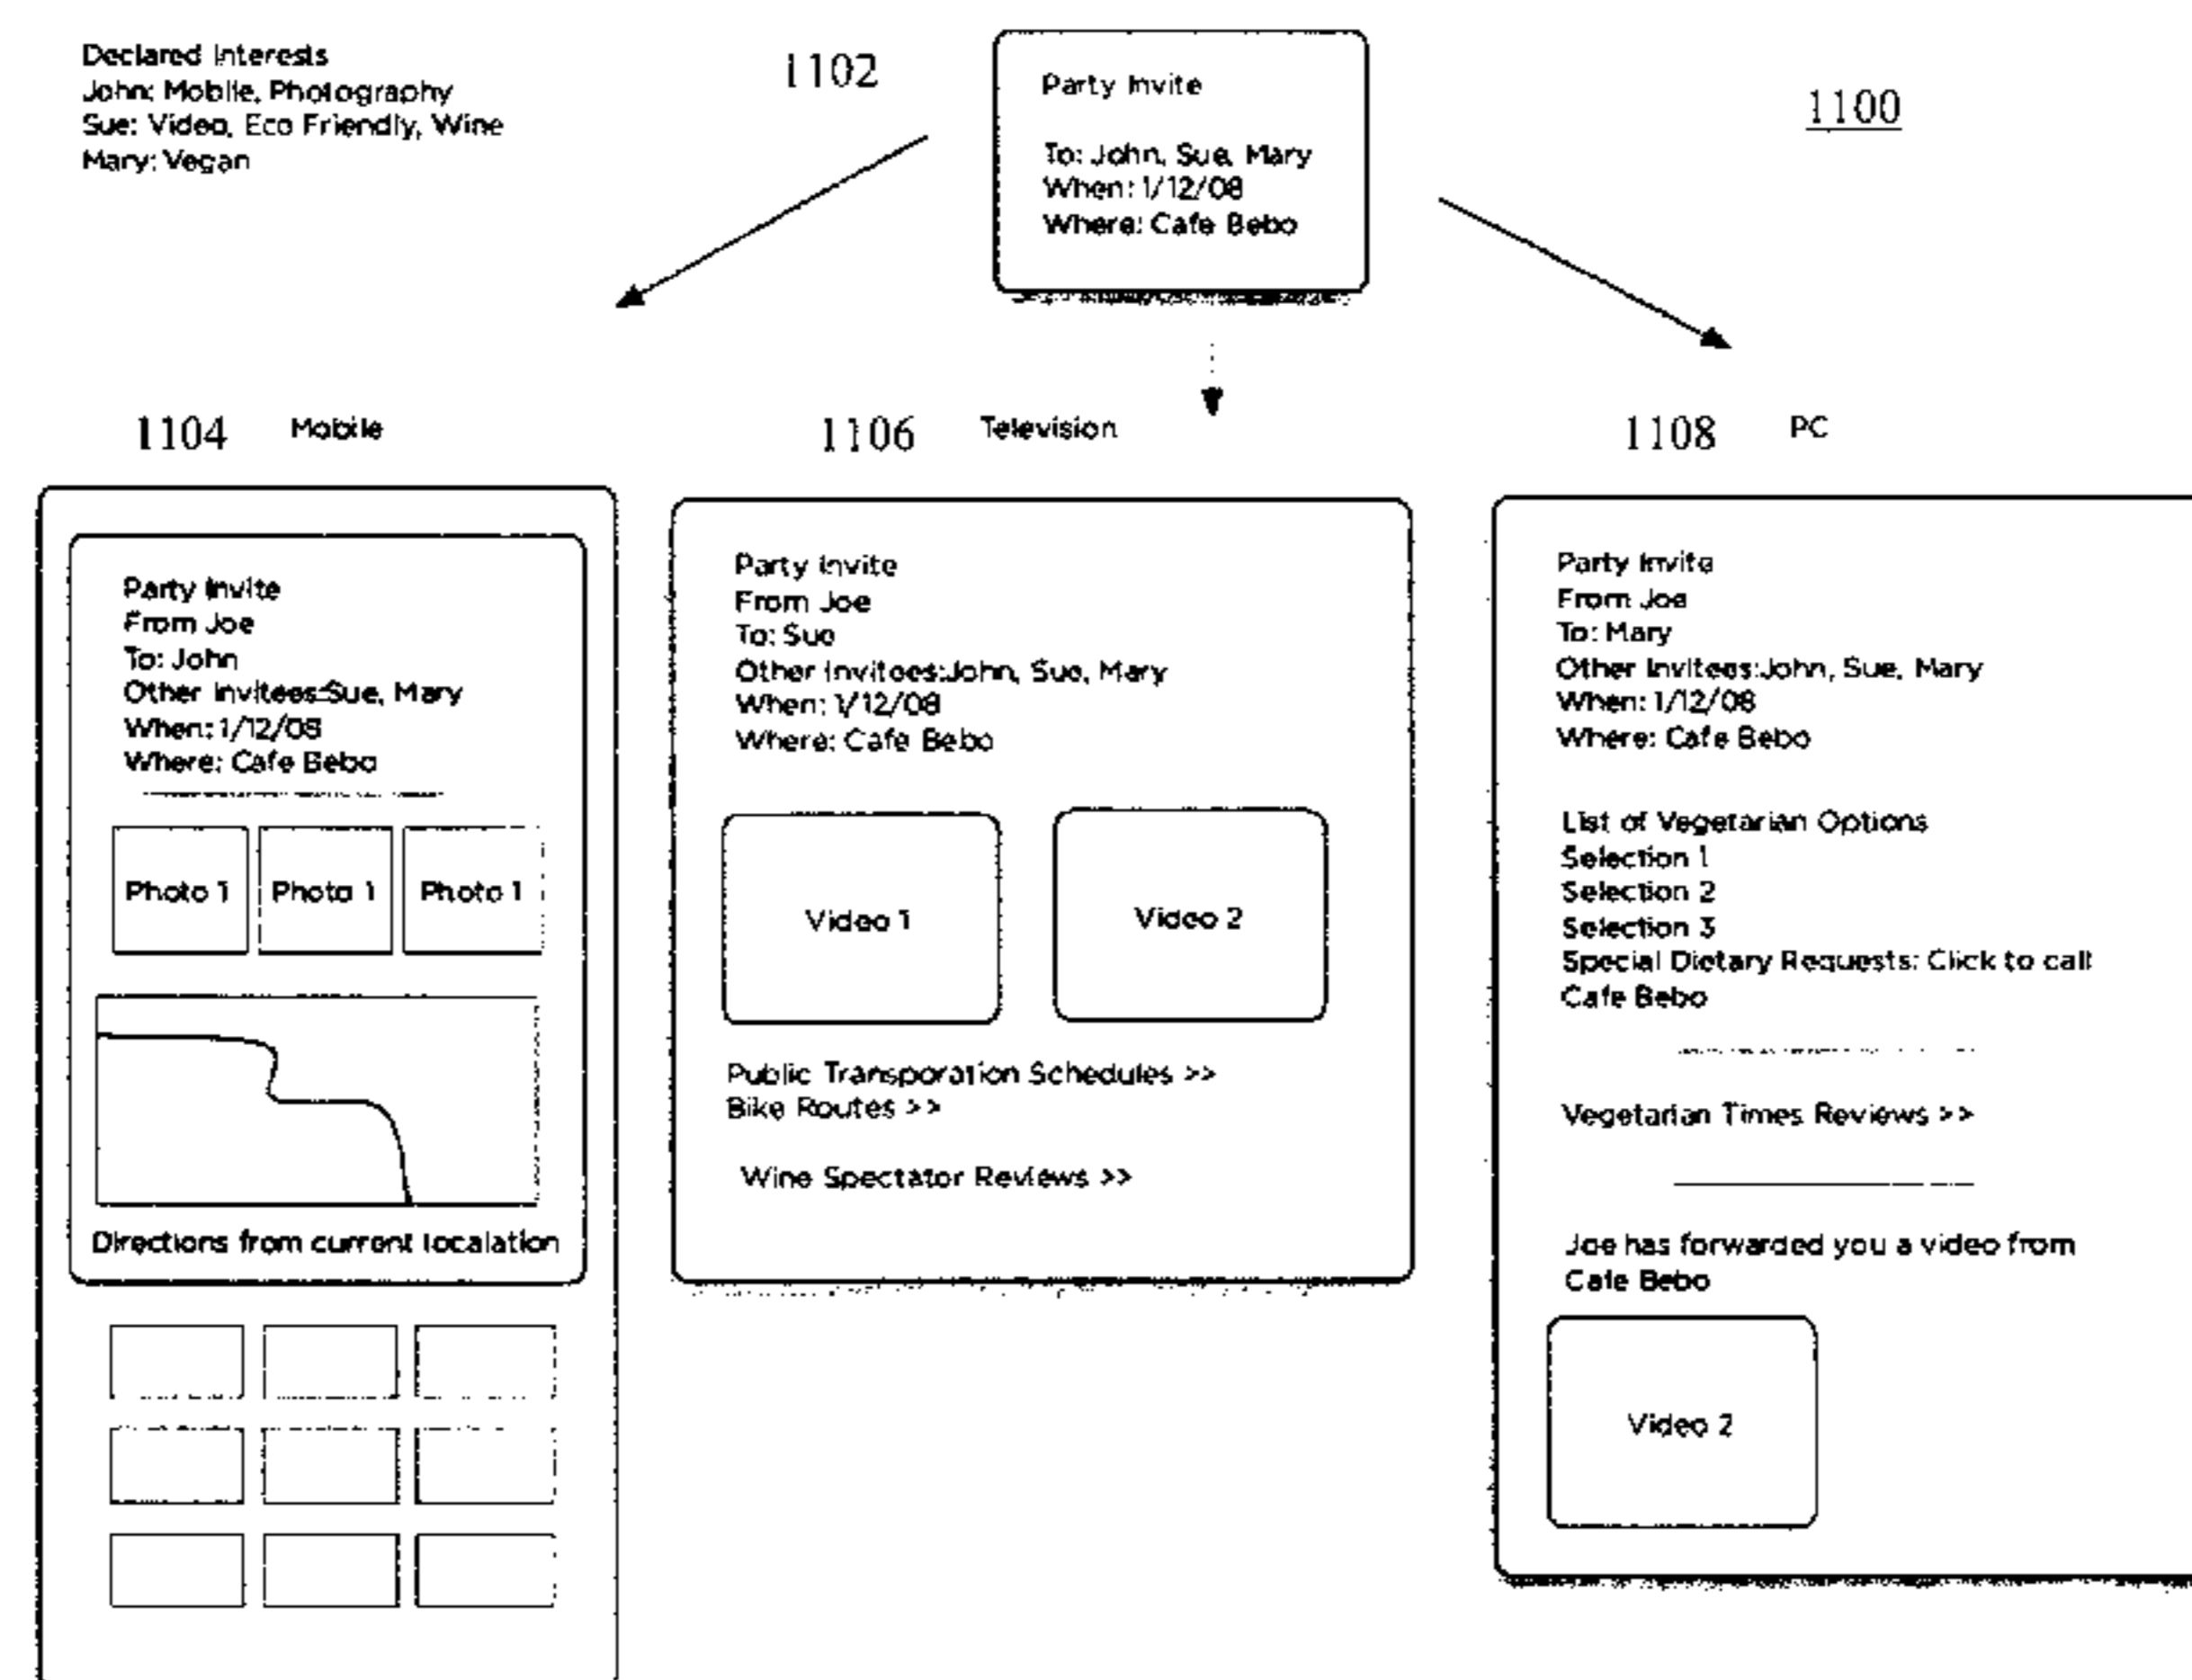 Declared Interests
John: Mobile, Photography
Sue: Video, Eco Friendly, Wine
Mary: Vegan
1102
Party Invite
To: John, Sue, Mary
When: 1/12/08
Where: Cafe Bebo
1100
1104 Mobile
Party Invite
From Joe
To: John
Other Invitees:Sue, Mary
When: 1/12/08
Where: Cafe Bebo
Photo 1 Photo 1 Photo 1
Directions from current localation
1106 Television
Party Invite
From Joe
To: Sue
Other Invitees:John, Sue, Mary
When: 1/12/08
Where: Cafe Bebo
Video 1 Video 2
Public Transporation Schedules >>
Bike Routes >>
Wine Spectator Reviews >>
1108 PC
Party Invite
From Joe
To: Mary
Other Invitees:John, Sue, Mary
When: 1/12/08
Where: Cafe Bebo
List of Vegetarian Options
Selection 1
Selection 2
Selection 3
Special Dietary Requests: Click to call
Cafe Bebo
Vegetarian Times Reviews >>
Joe has forwarded you a video from
Cafe Bebo
Video 2